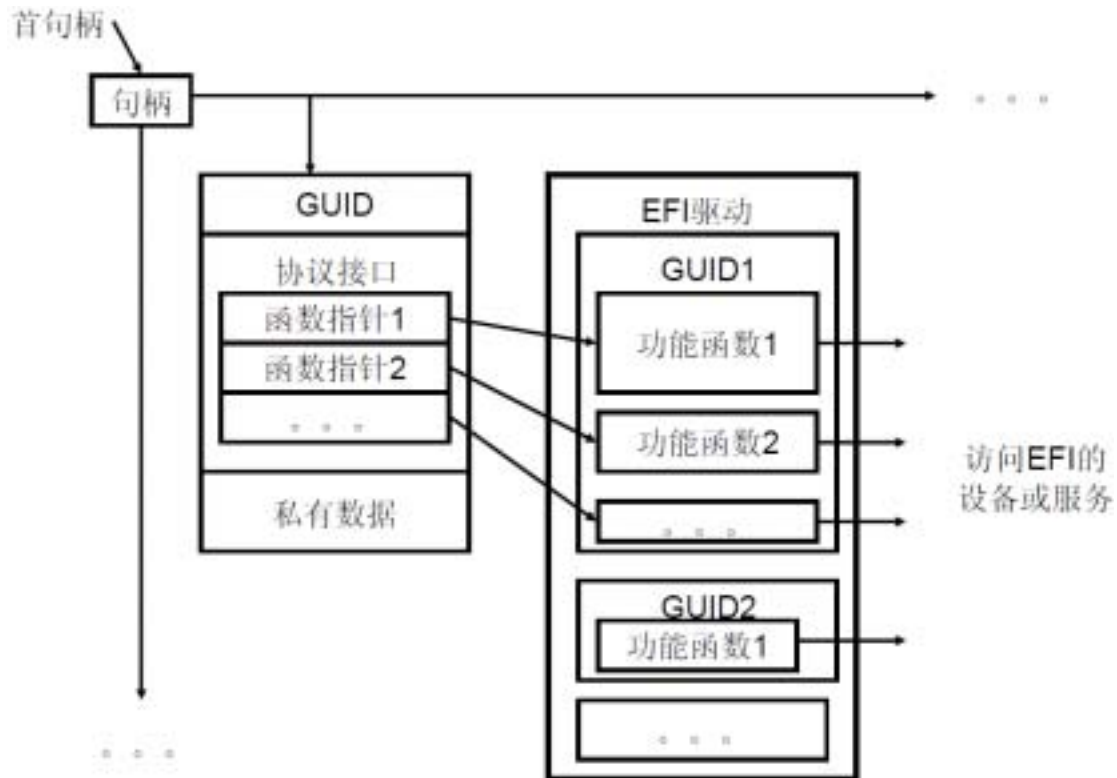 首句柄
句柄
。。。
GUID
协议接口
函数指针1
函数指针2
。。。
私有数据
EFI驱动
GUID1
功能函数1
功能函数2
。。。
GUID2
功能函数1
。。。
访问EFI的
设备或服务
。。。